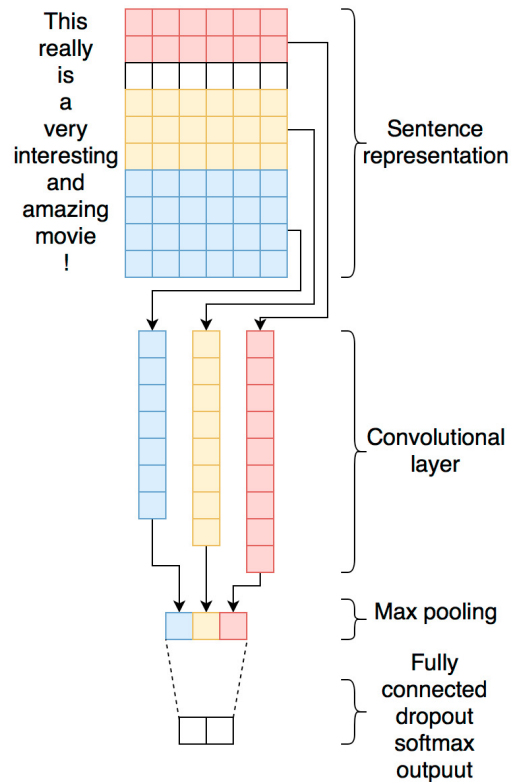 This
really
is
a
very
interesting
and
amazing
movie
!
Sentence
representation
Convolutional
layer
Max pooling
Fully
connected
dropout
softmax
outpuut